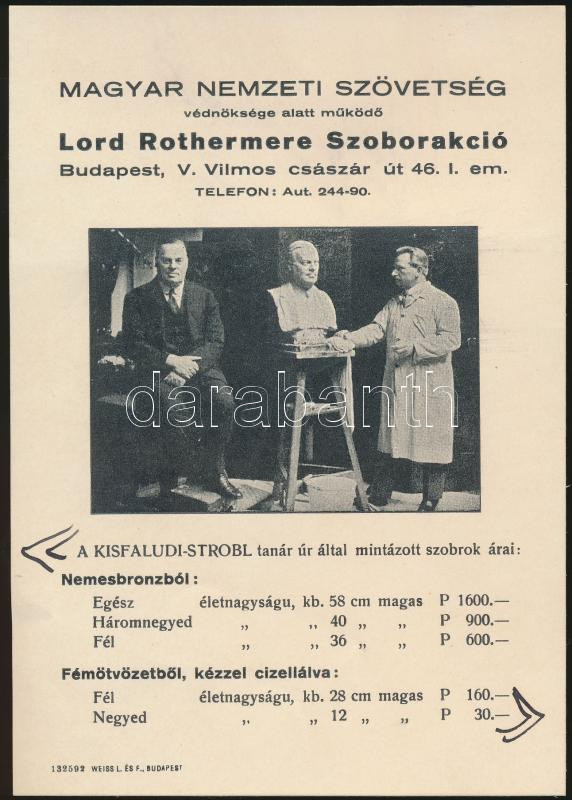 MAGYAR NEMZETI SZÖVETSÉG
védnöksége alatt működő
Lord Rothermere Szoborakció
Budapest, V. Vilmos császár út 46. I. em.
TELEFON: Aut. 244-90.
darabanth
A KISFALUDI-STROBL tanár úr által mintázott szobrok árai:
Nemesbronzból:
Egész életnagyságu, kb. 58 cm magas P 1600.—
Háromnegyed „ „ 40 „ „ P 900.—
Fél „ „ 36 „ „ P 600.—
Fémötvözetből, kézzel cizellálva:
Fél életnagyságu, kb. 28 cm magas P 160.—
Negyed „ „ 12 „ „ P 30.—
132592 WEISS L. ÉS F., BUDAPEST